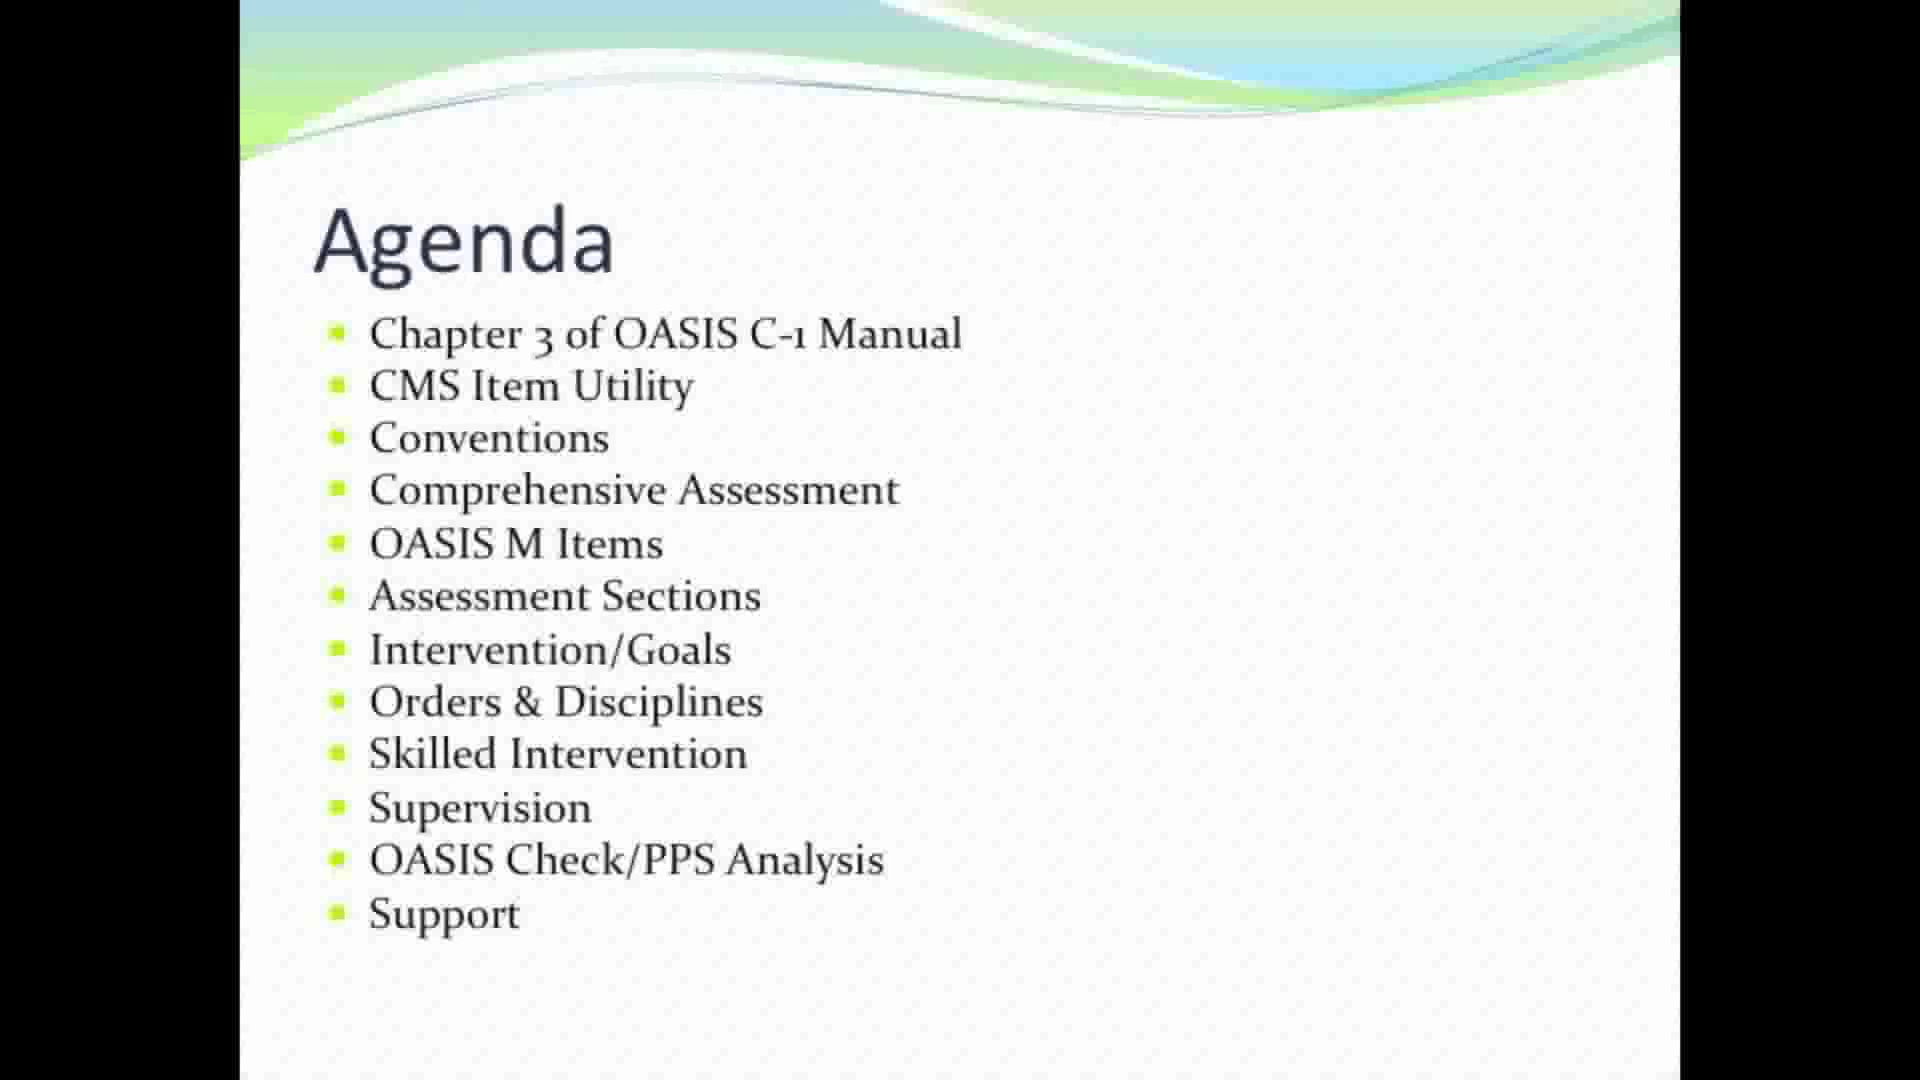 Agenda
Chapter 3 of OASIS C-1 Manual
CMS Item Utility
Conventions
Comprehensive Assessment
OASIS M Items
Assessment Sections
Intervention/Goals
Orders & Disciplines
Skilled Intervention
Supervision
OASIS Check/PPS Analysis
Support